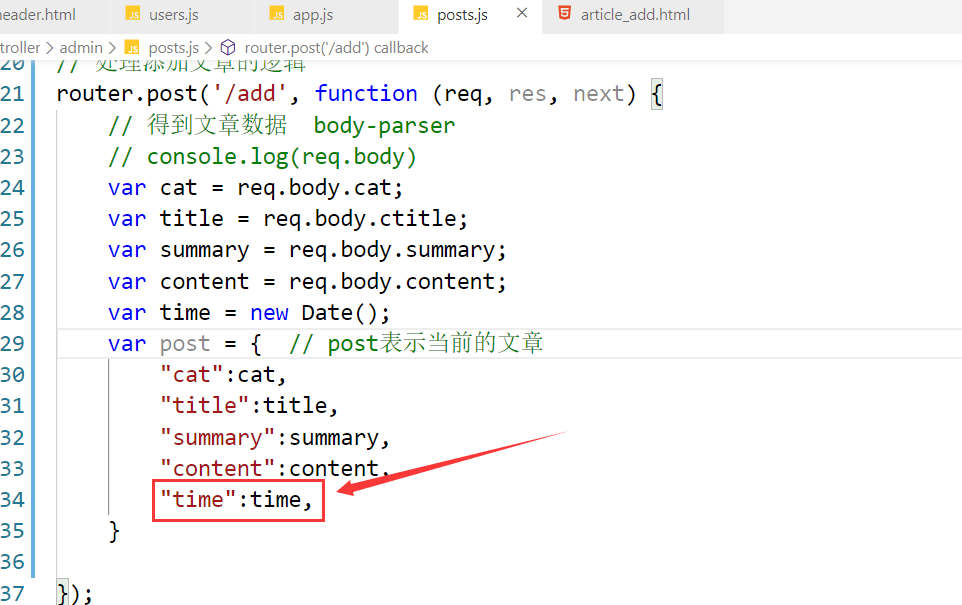 header.html JS users.js JS app.js JS posts.js × article_add.html
troller > admin > JS posts.js > router.post('/add') callback
20 // 处理添加文章的逻辑
21 router.post('/add', function (req, res, next) {
22 // 得到文章数据 body-parser
23 // console.log(req.body)
24 var cat = req.body.cat;
25 var title = req.body.ctitle;
26 var summary = req.body.summary;
27 var content = req.body.content;
28 var time = new Date();
29 var post = { // post表示当前的文章
30 "cat":cat,
31 "title":title,
32 "summary":summary,
33 "content":content,
34 "time":time,
35 }
36
37 });